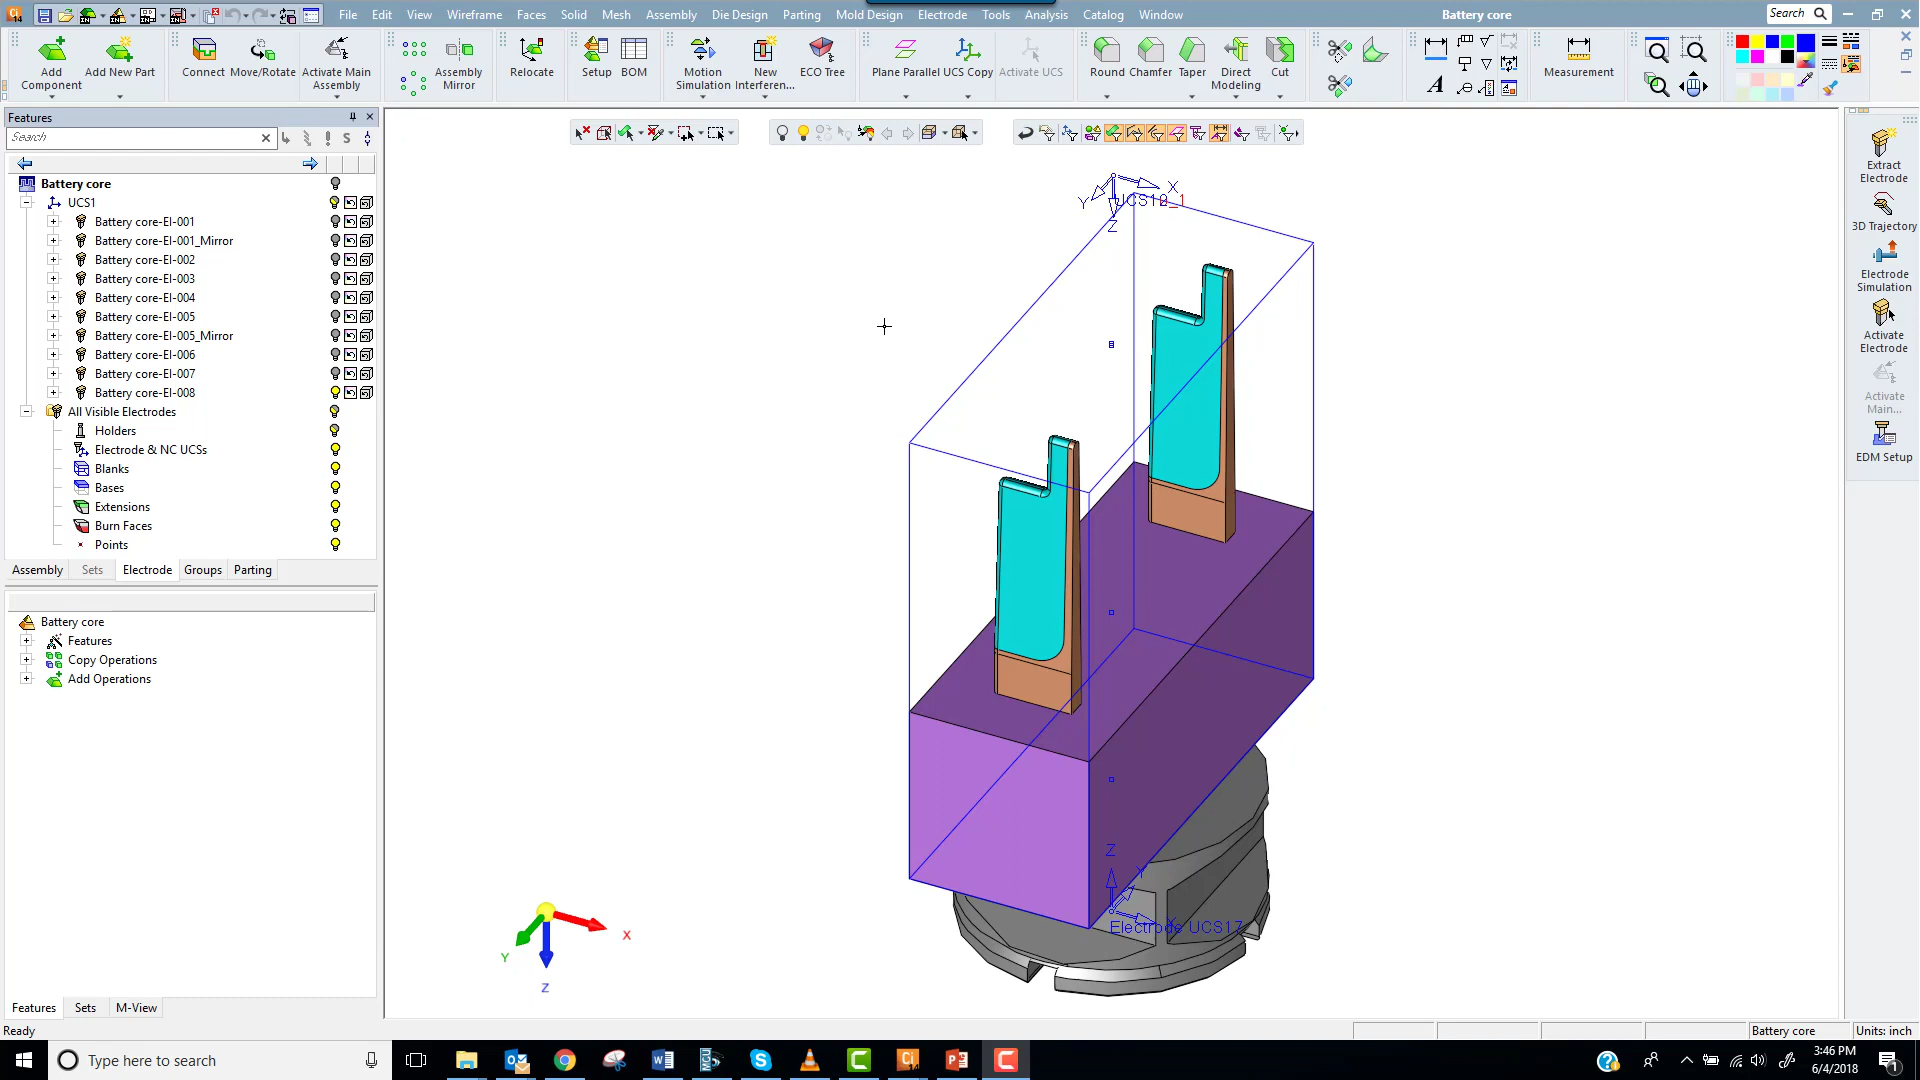 File Edit View Wireframe Faces Solid Mesh Assembly Die Design Parting Mold Design Electrode Tools Analysis Catalog Window
Battery core
Search
Add Component
Add New Part
Connect
Move/Rotate
Activate Main Assembly
Assembly Mirror
Relocate
Setup
BOM
Motion Simulation
New Interferen...
ECO Tree
Plane Parallel
UCS Copy
Activate UCS
Round
Chamfer
Taper
Direct Modeling
Cut
A
Measurement
Features
Search
S
Battery core
UCS1
Battery core-El-001
Battery core-El-001_Mirror
Battery core-El-002
Battery core-El-003
Battery core-El-004
Battery core-El-005
Battery core-El-005_Mirror
Battery core-El-006
Battery core-El-007
Battery core-El-008
All Visible Electrodes
Holders
Electrode & NC UCSs
Blanks
Bases
Extensions
Burn Faces
Points
Assembly Sets Electrode Groups Parting
Battery core
Features
Copy Operations
Add Operations
Features Sets M-View
X
Y
Z
Z
Y
X
Electrode UCS17
X
Y
Z
Extract Electrode
3D Trajectory
Electrode Simulation
Activate Electrode
Activate Main...
EDM Setup
Ready
Battery core
Units: inch
Type here to search
3:46 PM
6/4/2018